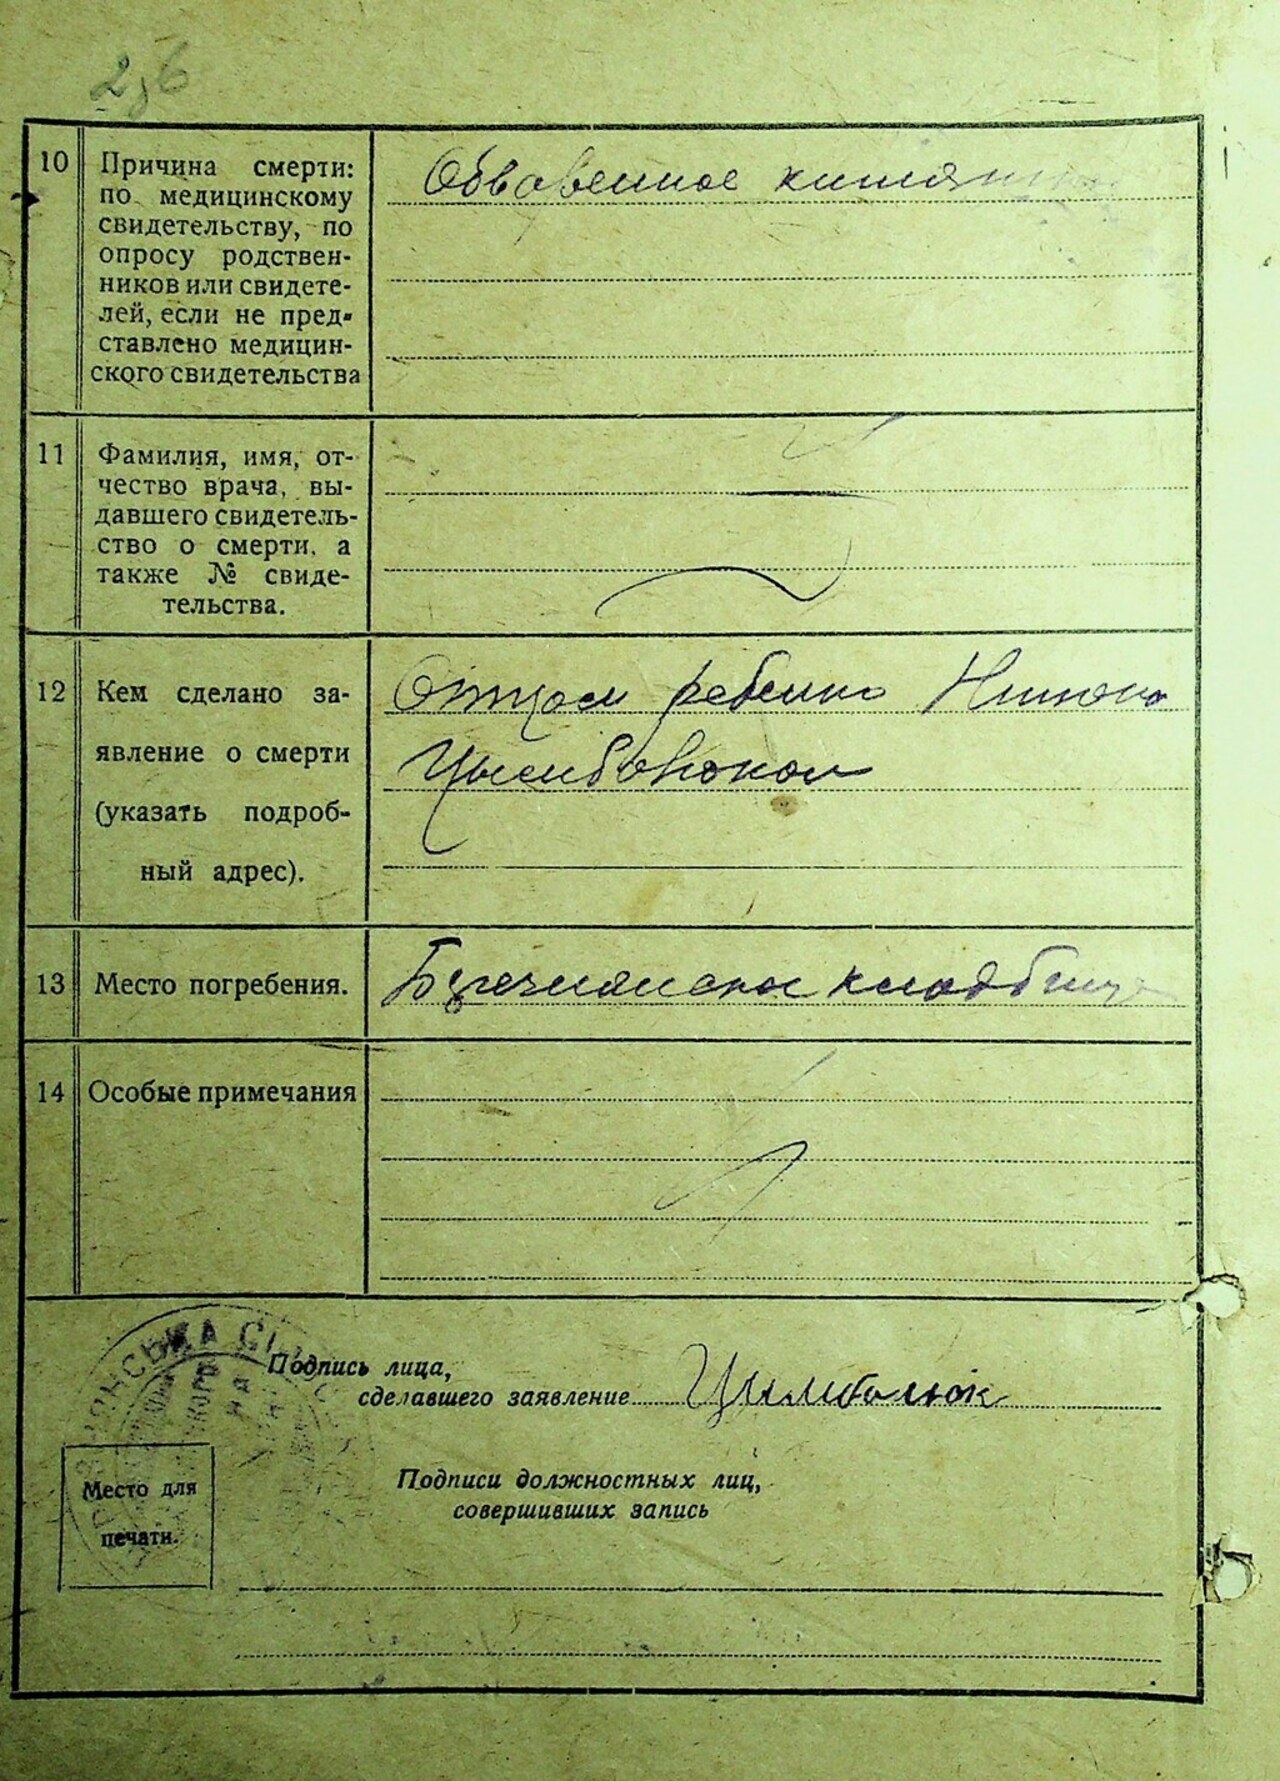 10 Причина смерти:
по медицинскому
свидетельству, по
опросу родствен-
ников или свидете-
лей, если не пред-
ставлено медицин-
ского свидетельства
11 Фамилия, имя, от-
чество врача, вы-
давшего свидетель-
ство о смерти, а
также № свиде-
тельства.
12 Кем сделано за-
явление о смерти
(указать подроб-
ный адрес).
Отцом
Цымбалюком
13 Место погребения.
кладбище
14 Особые примечания
Подпись лица,
сделавшего заявление Цымбалюк
Место для
печати.
Подписи должностных лиц,
совершивших запись